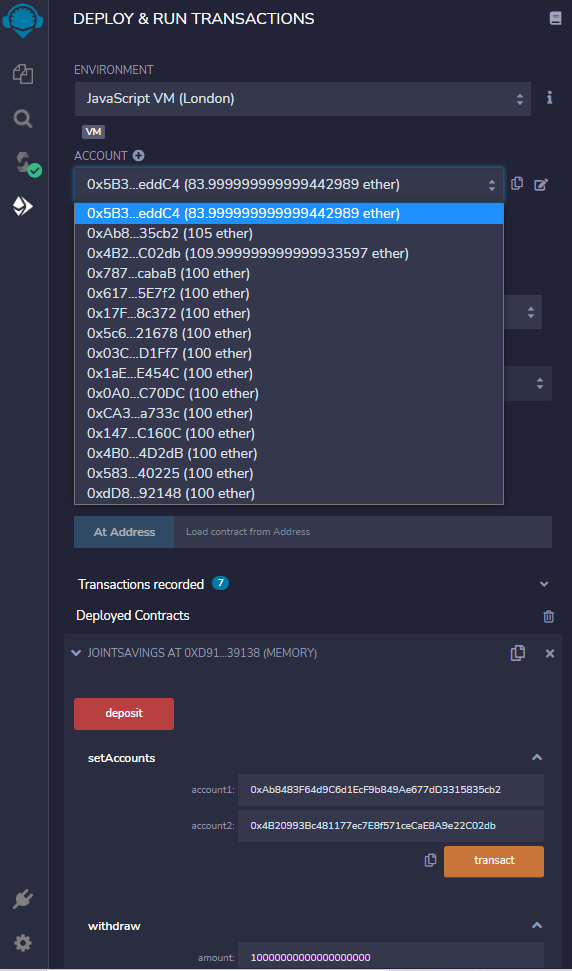 DEPLOY & RUN TRANSACTIONS
ENVIRONMENT
JavaScript VM (London)
VM
ACCOUNT
0x5B3...eddC4 (83.999999999999442989 ether)
0x5B3...eddC4 (83.999999999999442989 ether)
0xAb8...35cb2 (105 ether)
0x4B2...C02db (109.999999999999933597 ether)
0x787...cabaB (100 ether)
0x617...5E7f2 (100 ether)
0x17F...8c372 (100 ether)
0x5c6...21678 (100 ether)
0x03C...D1Ff7 (100 ether)
0x1aE...E454C (100 ether)
0x0A0...C70DC (100 ether)
0xCA3...a733c (100 ether)
0x147...C160C (100 ether)
0x4B0...4D2dB (100 ether)
0x583...40225 (100 ether)
0xdD8...92148 (100 ether)
At Address Load contract from Address
Transactions recorded 7
Deployed Contracts
JOINTSAVINGS AT 0XD91...39138 (MEMORY)
deposit
setAccounts
account1: 0xAb8483F64d9C6d1EcF9b849Ae677dD3315835cb2
account2: 0x4B20993Bc481177ec7E8f571ceCaE8A9e22C02db
transact
withdraw
amount: 10000000000000000000